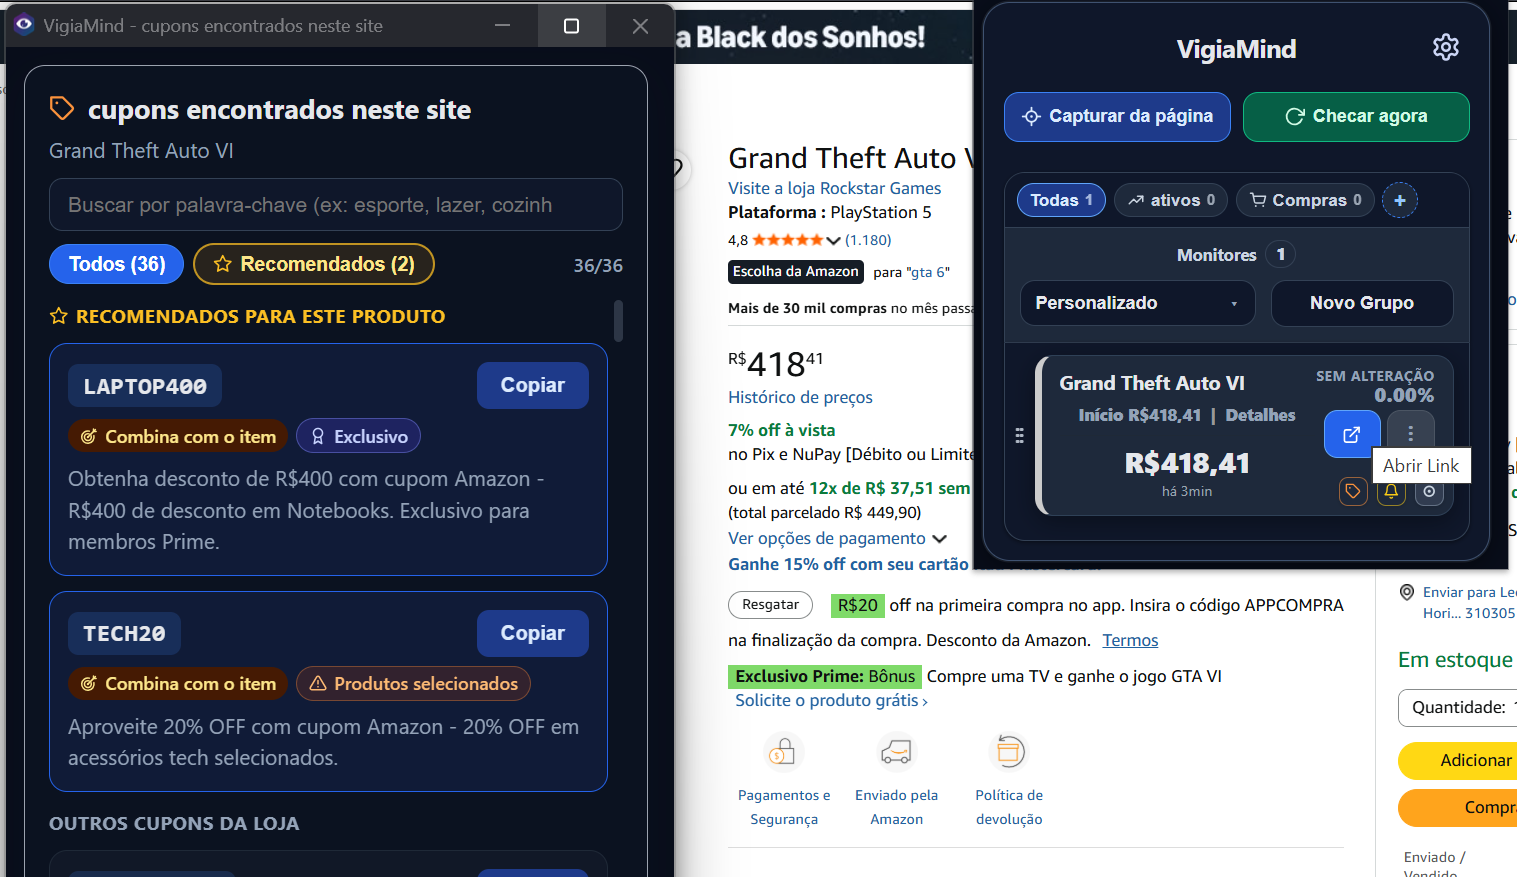 VigiaMind - cupons encontrados neste site
cupons encontrados neste site
Grand Theft Auto VI
Buscar por palavra-chave (ex: esporte, lazer, cozinh
Todos (36)
Recomendados (2)
36/36
RECOMENDADOS PARA ESTE PRODUTO
LAPTOP400
Copiar
Combina com o item
Exclusivo
Obtenha desconto de R$400 com cupom Amazon -
R$400 de desconto em Notebooks. Exclusivo para
membros Prime.
TECH20
Copiar
Combina com o item
Produtos selecionados
Aproveite 20% OFF com cupom Amazon - 20% OFF em
acessórios tech selecionados.
OUTROS CUPONS DA LOJA
a Black dos Sonhos!
Grand Theft Auto V
Visite a loja Rockstar Games
Plataforma : PlayStation 5
4,8 (1.180)
Escolha da Amazon para "gta 6"
Mais de 30 mil compras no mês passa
R$418,41
Histórico de preços
7% off à vista
no Pix e NuPay [Débito ou Limite
ou em até 12x de R$ 37,51 sem
(total parcelado R$ 449,90)
Ver opções de pagamento
Ganhe 15% off com seu cartão
Resgatar R$20 off na primeira compra no app. Insira o código APPCOMPRA
na finalização da compra. Desconto da Amazon. Termos
Exclusivo Prime: Bônus Compre uma TV e ganhe o jogo GTA VI
Solicite o produto grátis ›
Pagamentos e
Segurança
Enviado pela
Amazon
Política de
devolução
VigiaMind
Capturar da página
Checar agora
Todas 1
ativos 0
Compras 0
+
Monitores 1
Personalizado
Novo Grupo
Grand Theft Auto VI
SEM ALTERAÇÃO
0.00%
Início R$418,41 | Detalhes
R$418,41
há 3min
Abrir Link
Enviar para Le
Hori... 310305
Em estoque
Quantidade: 1
Adicionar
Compr
Enviado /
Vendido